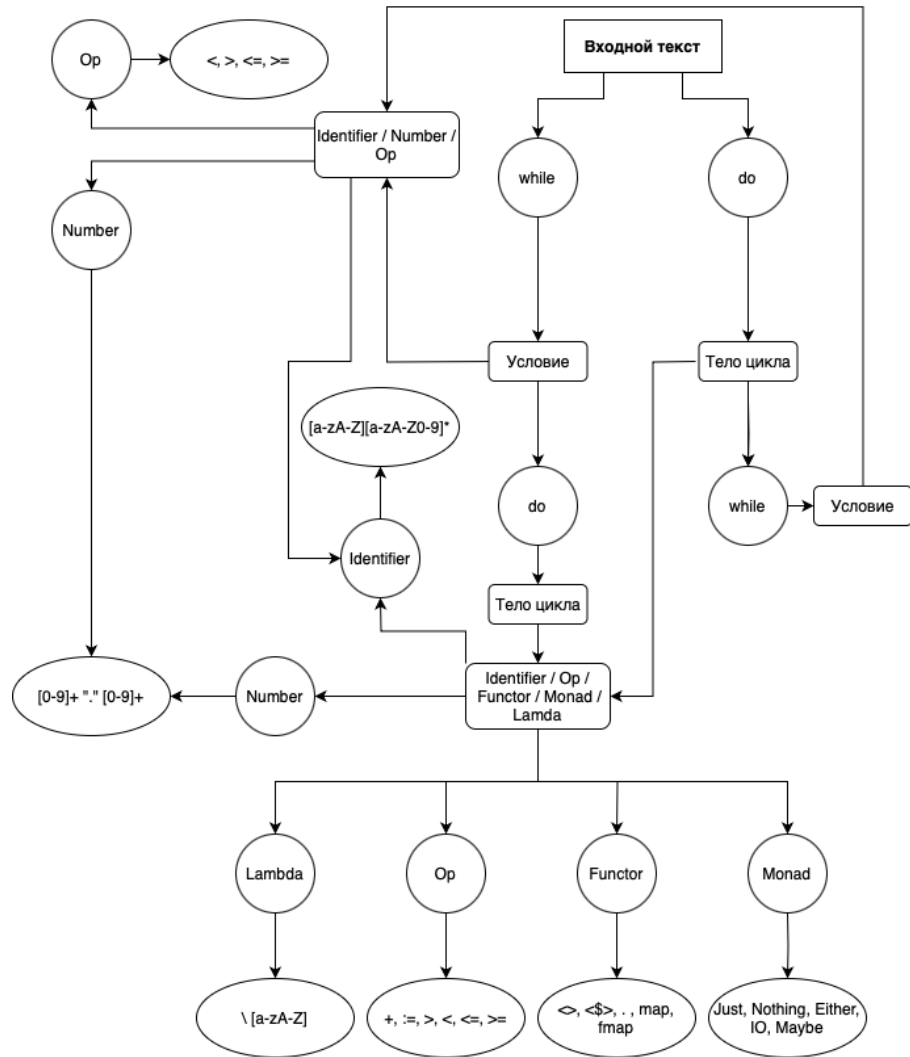 Входной текст
Op
<, >, <=, >=
Identifier / Number /
Op
while
do
Number
Условие
Тело цикла
[a-zA-Z][a-zA-Z0-9]*
do
while
Условие
Identifier
Тело цикла
[0-9]+ "." [0-9]+
Number
Identifier / Op /
Functor / Monad /
Lamda
Lambda
Op
Functor
Monad
\ [a-zA-Z]
+, :=, >, <, <=, >=
<>, <$>, . , map,
fmap
Just, Nothing, Either,
IO, Maybe